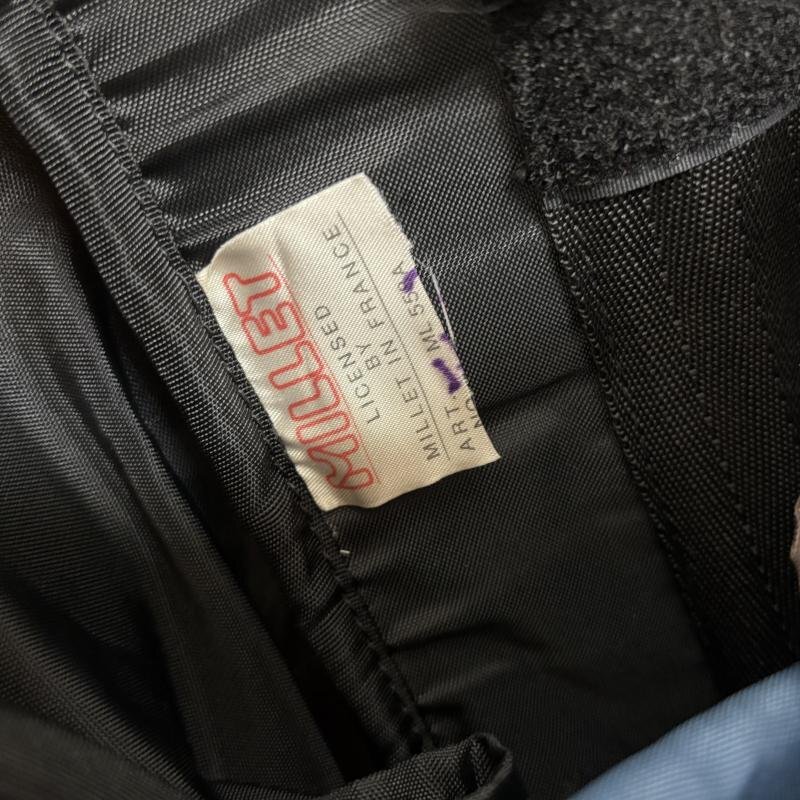 MILLET
LICENSED
BY
MILLET IN FRANCE
ART. ML 55 A
NO.